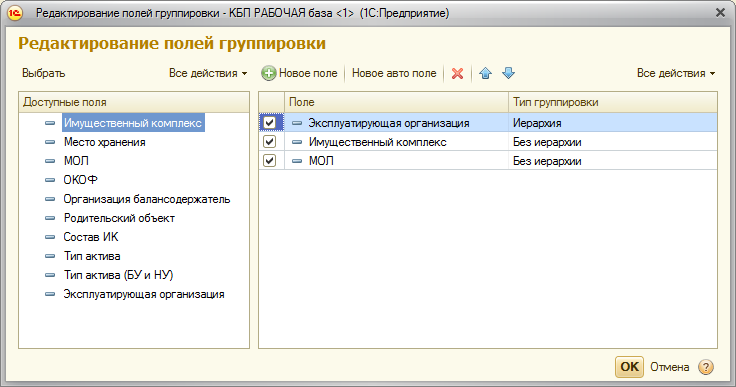 Редактирование полей группировки - КБП РАБОЧАЯ база <1> (1С:Предприятие)
Редактирование полей группировки
Выбрать Все действия Новое поле Новое авто поле Все действия
Доступные поля Поле Тип группировки
Имущественный комплекс Эксплуатирующая организация Иерархия
Место хранения Имущественный комплекс Без иерархии
МОЛ МОЛ Без иерархии
ОКОФ
Организация балансодержатель
Родительский объект
Состав ИК
Тип актива
Тип актива (БУ и НУ)
Эксплуатирующая организация
OK Отмена ?